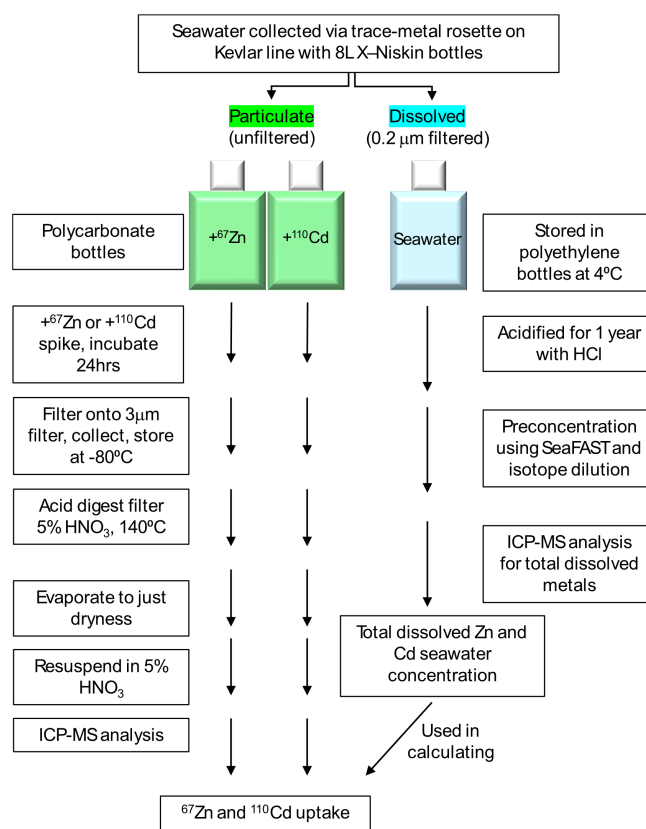 Seawater collected via trace-metal rosette on
Kevlar line with 8L X–Niskin bottles
Particulate
(unfiltered)
Dissolved
(0.2 μm filtered)
Polycarbonate
bottles
+⁶⁷Zn
+¹¹⁰Cd
Seawater
Stored in
polyethylene
bottles at 4ºC
+⁶⁷Zn or +¹¹⁰Cd
spike, incubate
24hrs
Acidified for 1 year
with HCl
Filter onto 3μm
filter, collect, store
at -80ºC
Preconcentration
using SeaFAST and
isotope dilution
Acid digest filter
5% HNO₃, 140ºC
ICP-MS analysis
for total dissolved
metals
Evaporate to just
dryness
Total dissolved Zn and
Cd seawater
concentration
Resuspend in 5%
HNO₃
ICP-MS analysis
Used in
calculating
⁶⁷Zn and ¹¹⁰Cd uptake